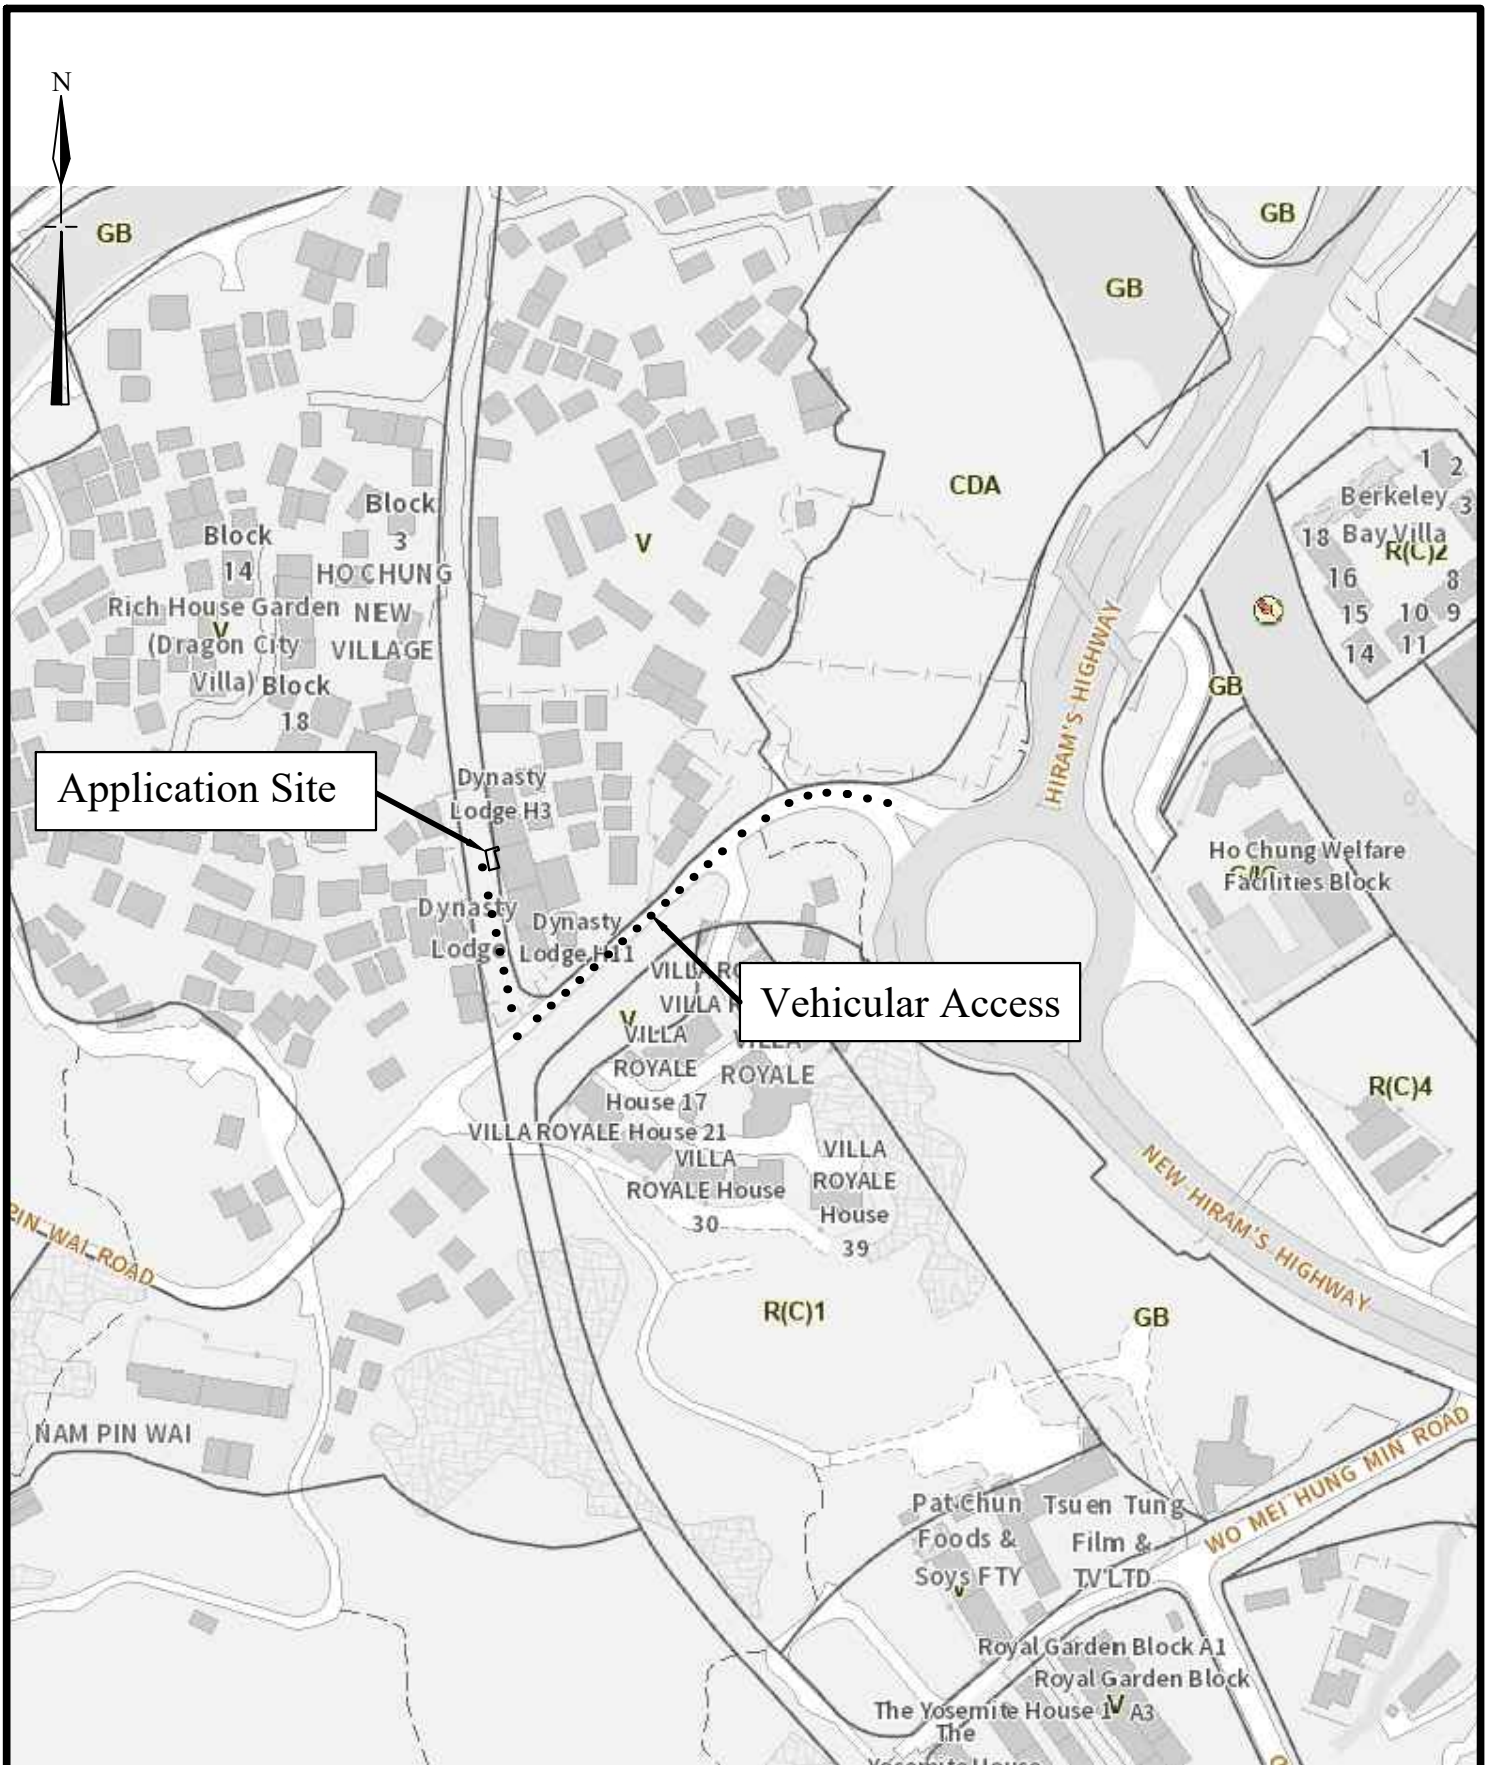 N
GB
GB
GB
CDA
1
2
Berkeley
3
Bay Villa
18
R(C)2
16
8
15
10
9
14
11
Block
3
HO CHUNG
NEW
VILLAGE
Block
14
Rich House Garden
(Dragon City
Villa)
V
Block
18
V
HIRAM'S HIGHWAY
GB
Application Site
Dynasty
Lodge H3
Ho Chung Welfare
Facilities Block
Dynasty
Lodge
Dynasty
Lodge H11
Vehicular Access
V
VILLA
ROYALE
House 17
VILLA
ROYALE
VILLA ROYALE House 21
VILLA
ROYALE House
30
VILLA
ROYALE
House
39
R(C)4
NEW HIRAM'S HIGHWAY
PIN WAI ROAD
R(C)1
GB
NAM PIN WAI
WO MEI HUNG MIN ROAD
Pat Chun
Foods &
Soys FTY
V
Tsuen Tung
Film &
TV LTD
Royal Garden Block A1
Royal Garden Block
A3
V
The Yosemite House 1
The
Yosemite House